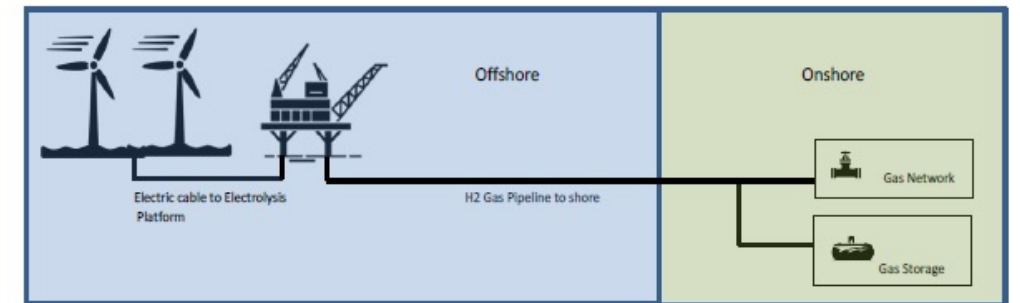 Offshore
Onshore
Electric cable to Electrolysis
Platform
H2 Gas Pipeline to shore
Gas Network
Gas Storage